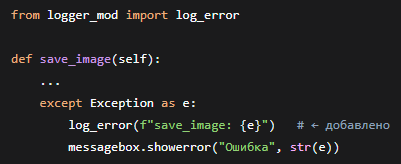 from logger_mod import log_error
def save_image(self):
...
except Exception as e:
log_error(f"save_image: {e}")   # ← добавлено
messagebox.showerror("Ошибка", str(e))